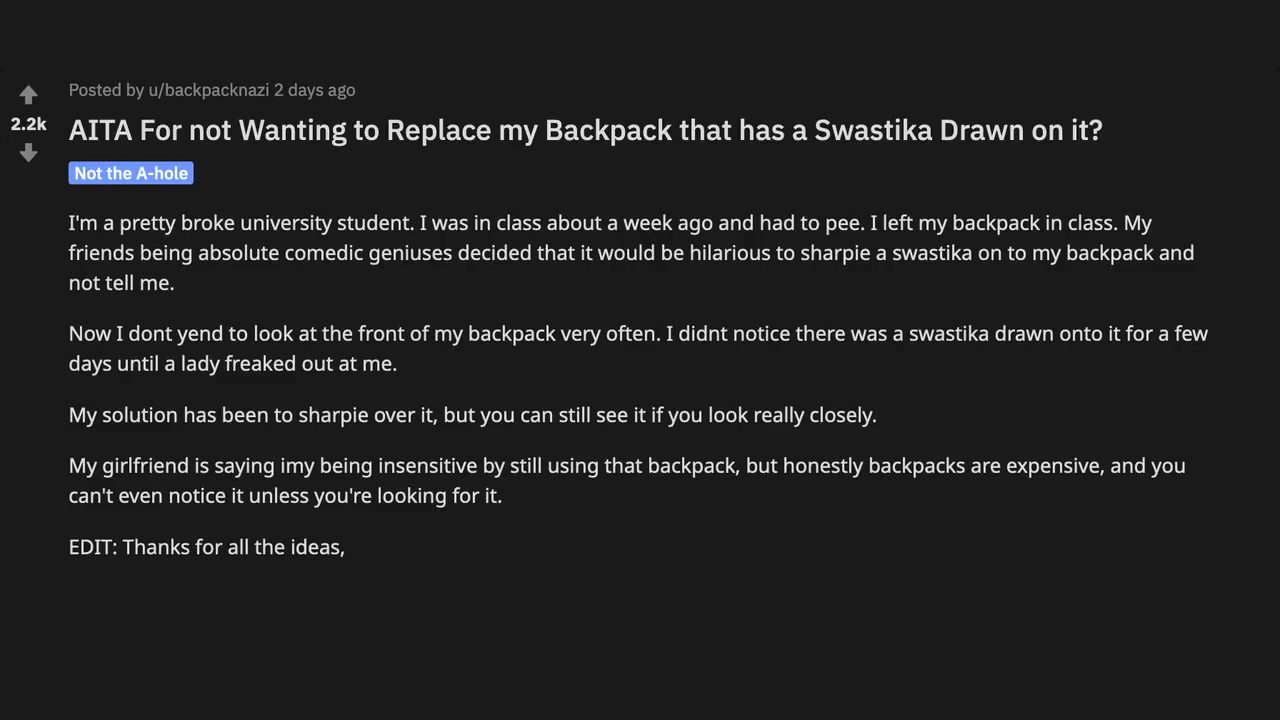 Posted by u/backpacknazi 2 days ago
2.2k
AITA For not Wanting to Replace my Backpack that has a Swastika Drawn on it?
Not the A-hole
I'm a pretty broke university student. I was in class about a week ago and had to pee. I left my backpack in class. My
friends being absolute comedic geniuses decided that it would be hilarious to sharpie a swastika on to my backpack and
not tell me.
Now I dont yend to look at the front of my backpack very often. I didnt notice there was a swastika drawn onto it for a few
days until a lady freaked out at me.
My solution has been to sharpie over it, but you can still see it if you look really closely.
My girlfriend is saying imy being insensitive by still using that backpack, but honestly backpacks are expensive, and you
can't even notice it unless you're looking for it.
EDIT: Thanks for all the ideas,